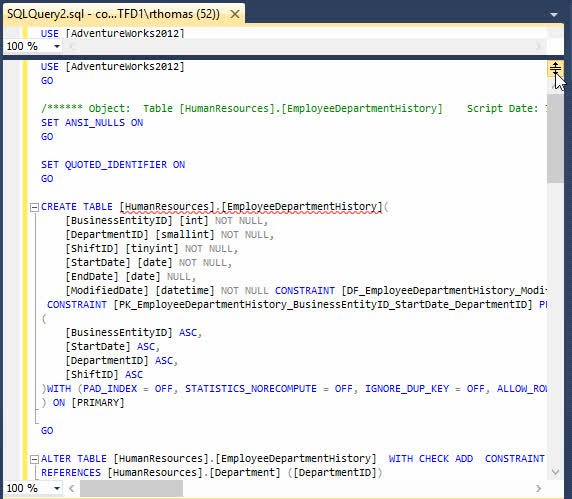 SQLQuery2.sql - co...TFD1\rthomas (52))
USE [AdventureWorks2012]
100 %
USE [AdventureWorks2012]
GO
/****** Object:  Table [HumanResources].[EmployeeDepartmentHistory]    Script Date:
SET ANSI_NULLS ON
GO
SET QUOTED_IDENTIFIER ON
GO
CREATE TABLE [HumanResources].[EmployeeDepartmentHistory](
[BusinessEntityID] [int] NOT NULL,
[DepartmentID] [smallint] NOT NULL,
[ShiftID] [tinyint] NOT NULL,
[StartDate] [date] NOT NULL,
[EndDate] [date] NULL,
[ModifiedDate] [datetime] NOT NULL CONSTRAINT [DF_EmployeeDepartmentHistory_Modif
CONSTRAINT [PK_EmployeeDepartmentHistory_BusinessEntityID_StartDate_DepartmentID] PR
(
[BusinessEntityID] ASC,
[StartDate] ASC,
[DepartmentID] ASC,
[ShiftID] ASC
)WITH (PAD_INDEX = OFF, STATISTICS_NORECOMPUTE = OFF, IGNORE_DUP_KEY = OFF, ALLOW_ROW
) ON [PRIMARY]
GO
ALTER TABLE [HumanResources].[EmployeeDepartmentHistory]  WITH CHECK ADD  CONSTRAINT
REFERENCES [HumanResources].[Department] ([DepartmentID])
100 %